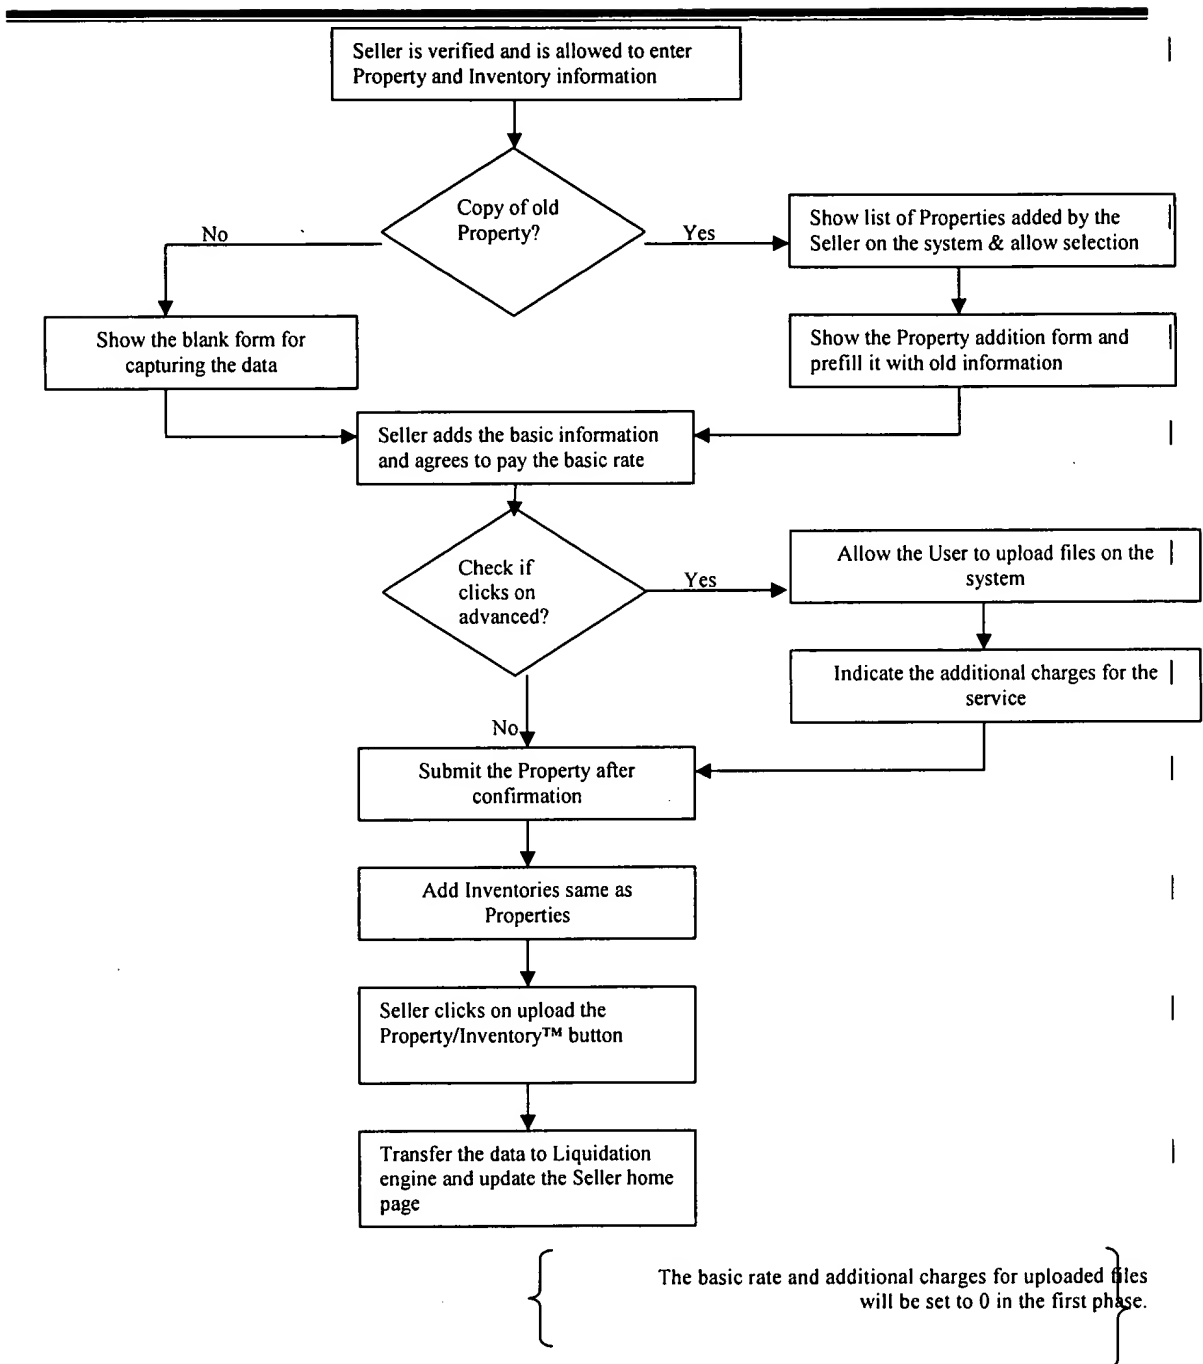 Seller is verified and is allowed to enter
Property and Inventory information
Copy of old
Property?
No
Yes
Show list of Properties added by the
Seller on the system & allow selection
Show the blank form for
capturing the data
Show the Property addition form and
prefill it with old information
Seller adds the basic information
and agrees to pay the basic rate
Check if
clicks on
advanced?
Yes
Allow the User to upload files on the
system
Indicate the additional charges for the
service
No
Submit the Property after
confirmation
Add Inventories same as
Properties
Seller clicks on upload the
Property/Inventory™ button
Transfer the data to Liquidation
engine and update the Seller home
page
The basic rate and additional charges for uploaded files
will be set to 0 in the first phase.